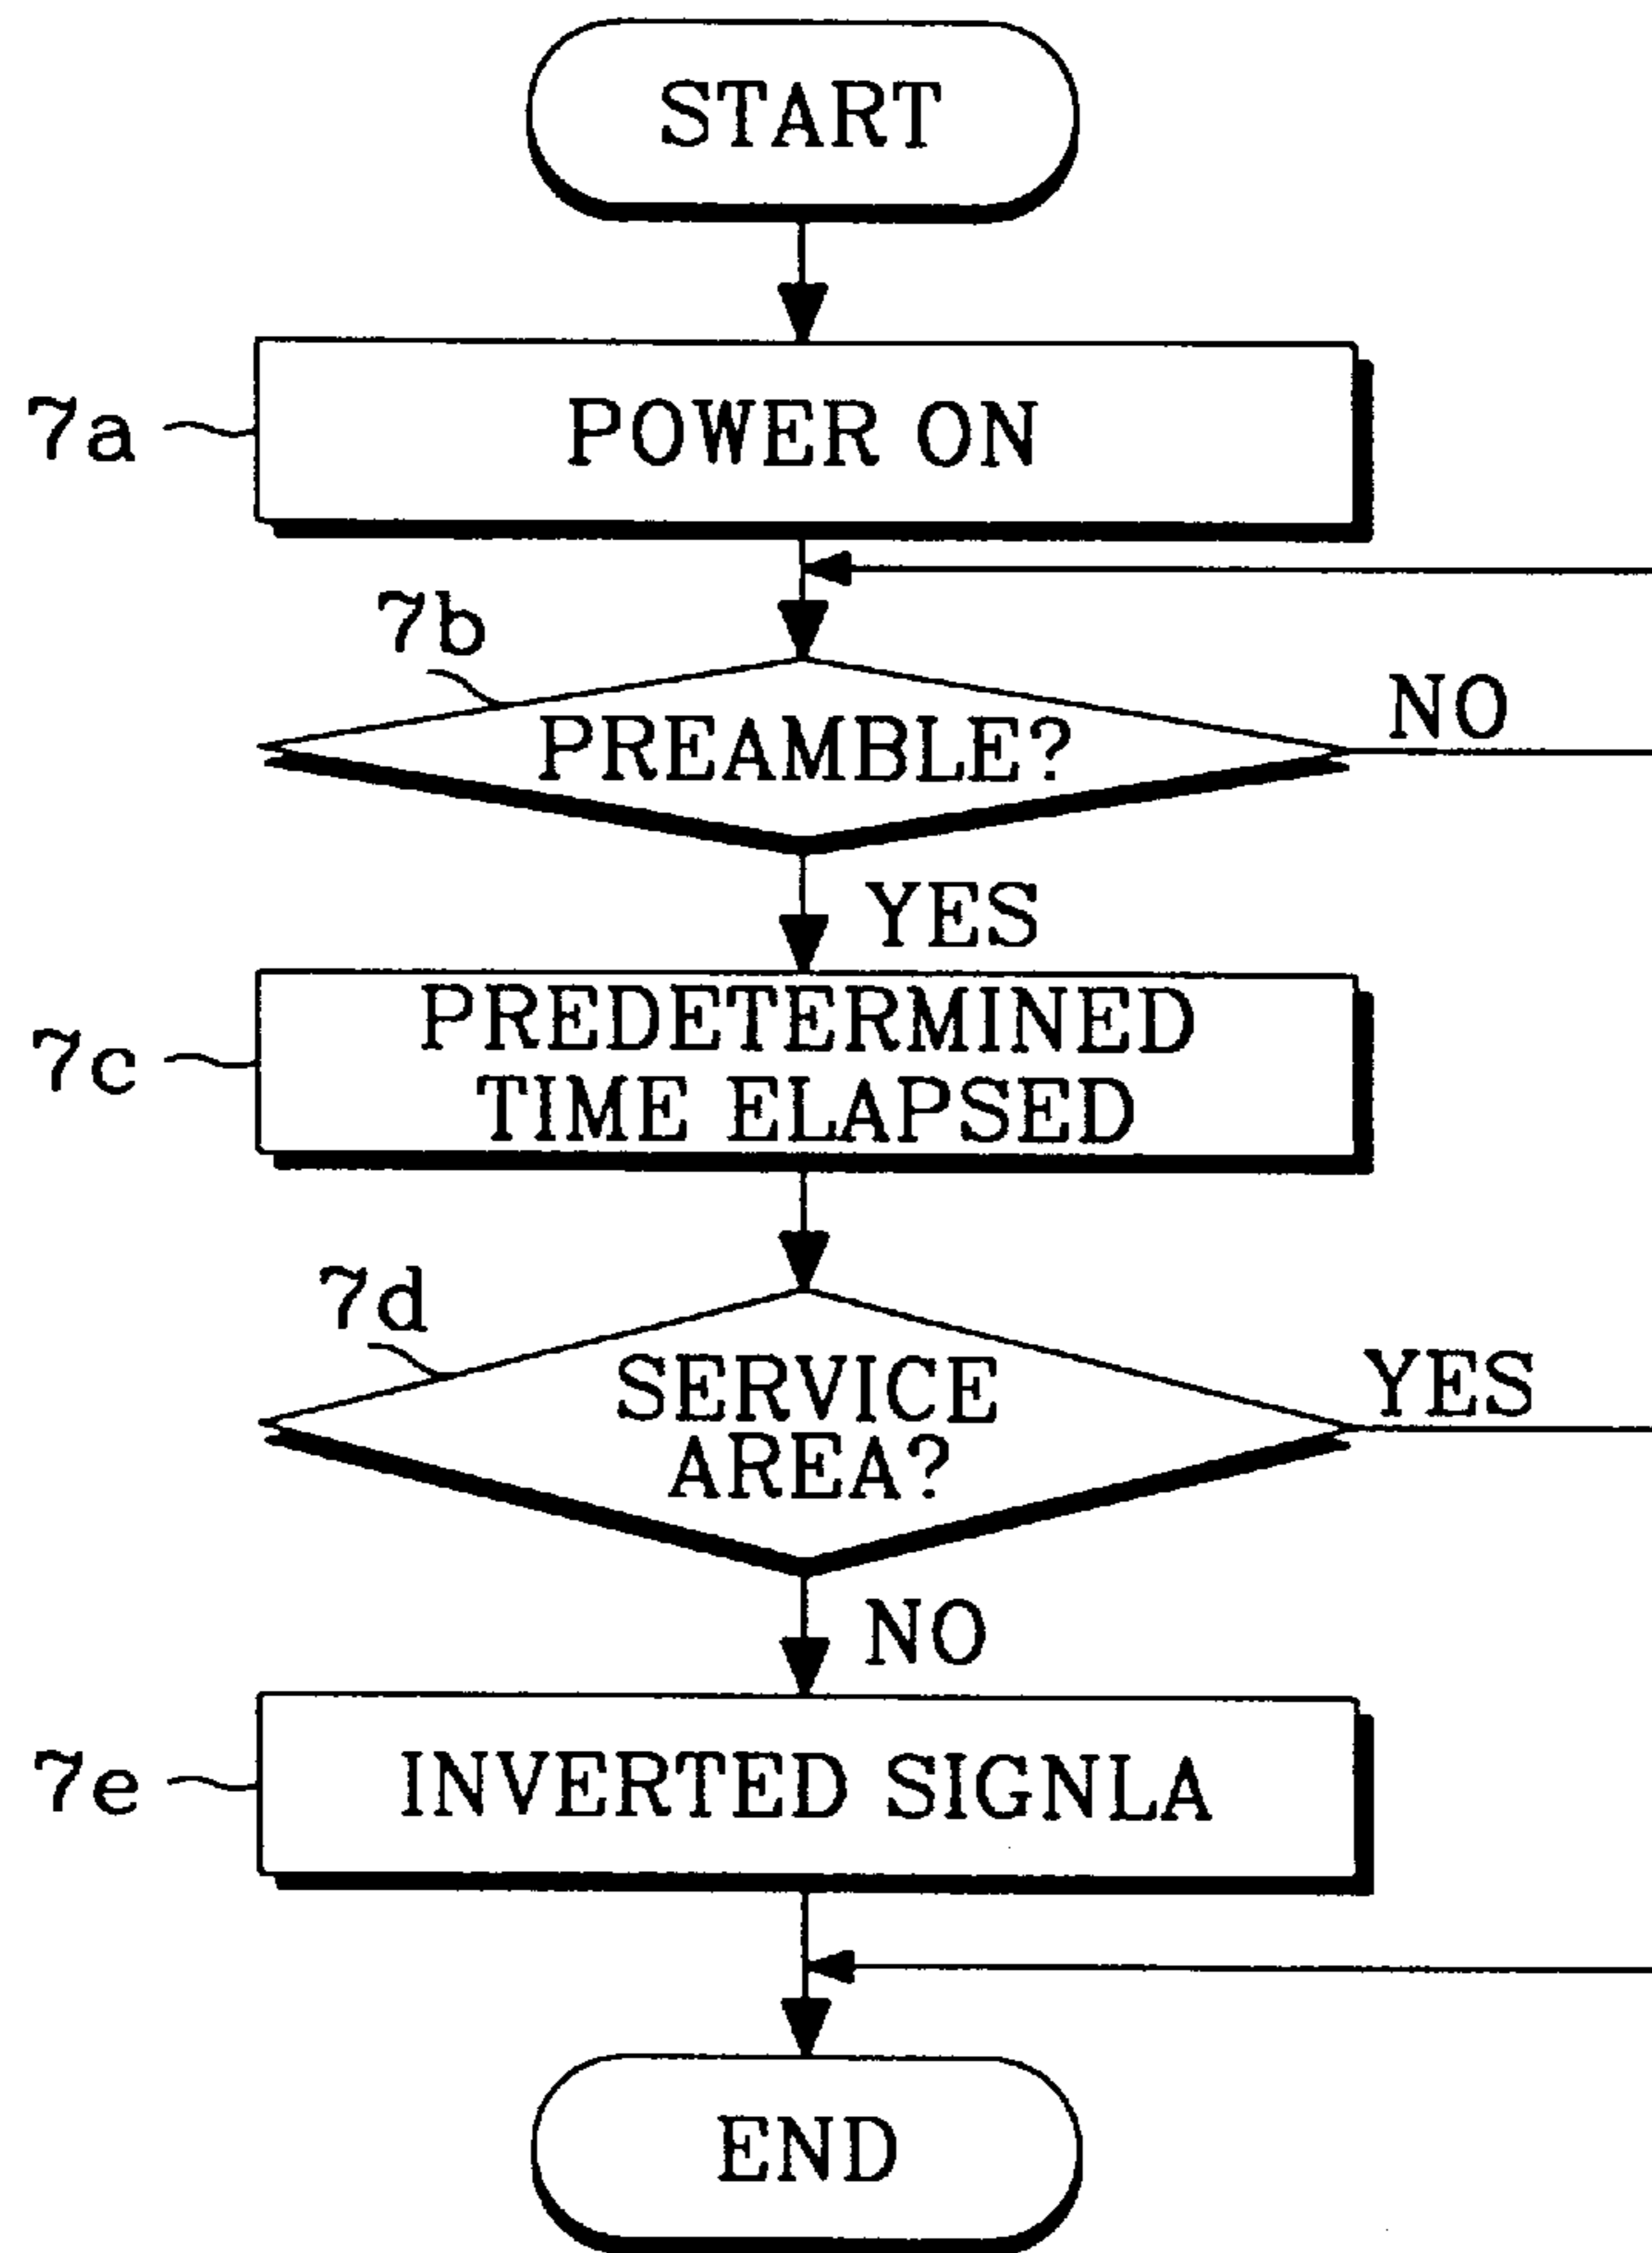 START
7a
POWER ON
7b
PREAMBLE?
NO
YES
7c
PREDETERMINED
TIME ELAPSED
7d
SERVICE
AREA?
YES
NO
7e
INVERTED SIGNLA
END